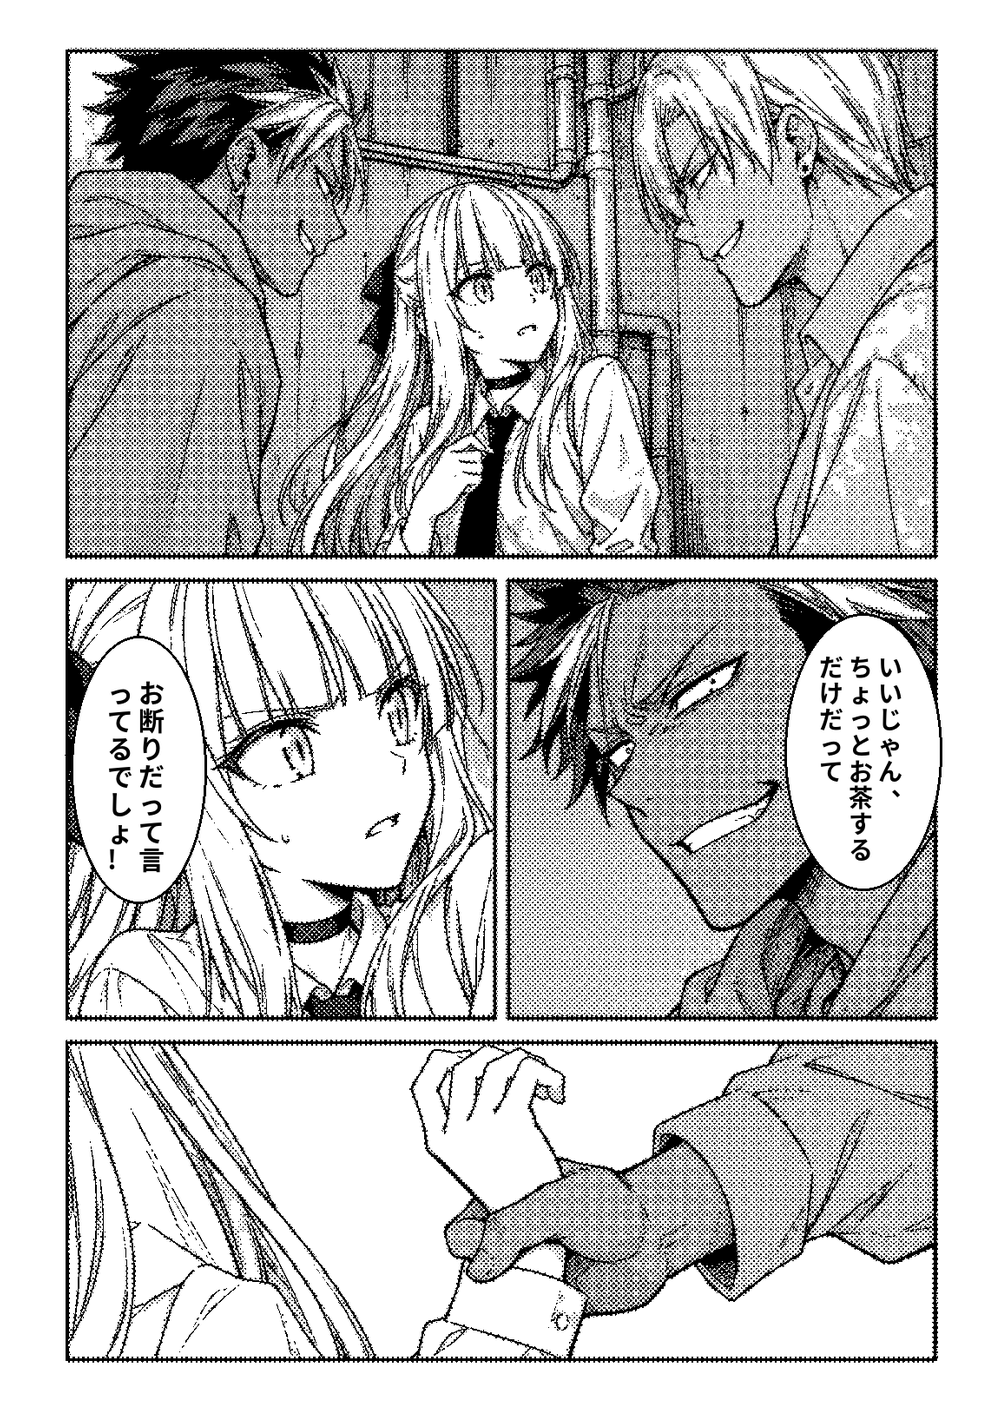 いいじゃん、
ちょっとお茶する
だけだって
お断りだって言
ってるでしょ！